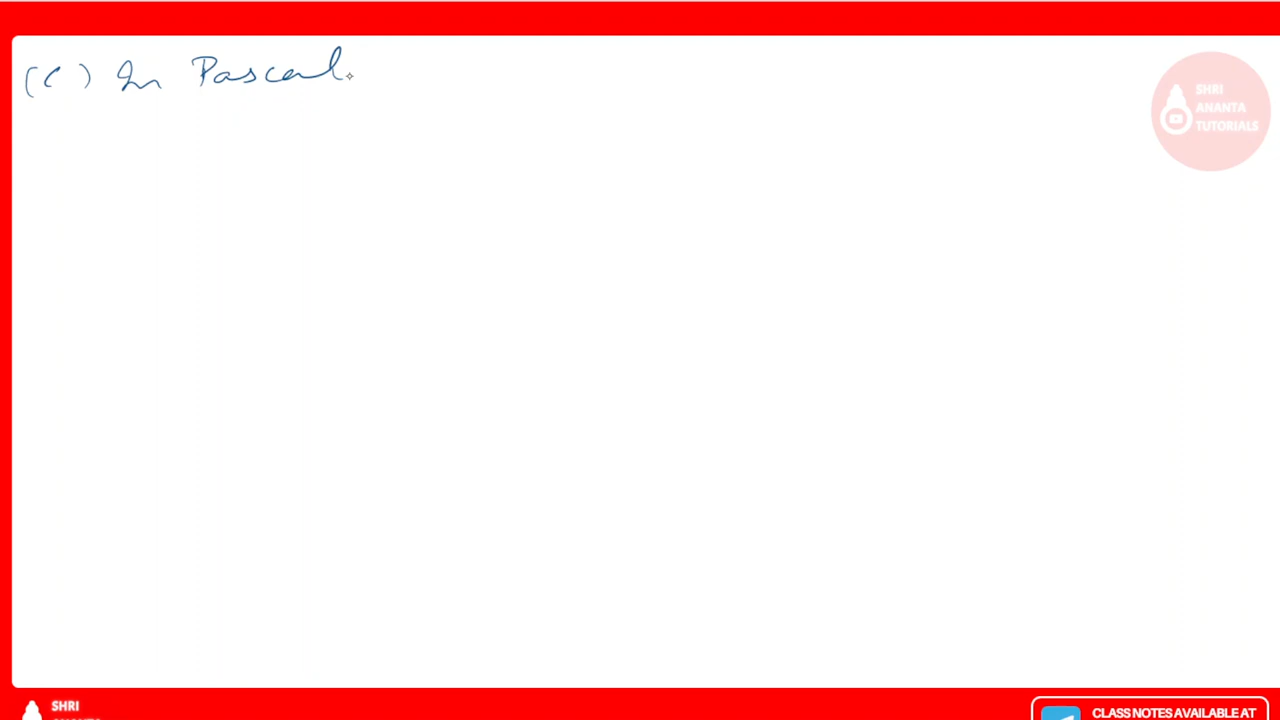 (C) In Pascal
SHRI
ANANTA
TUTORIALS
SHRI
CLASS NOTES AVAILABLE AT